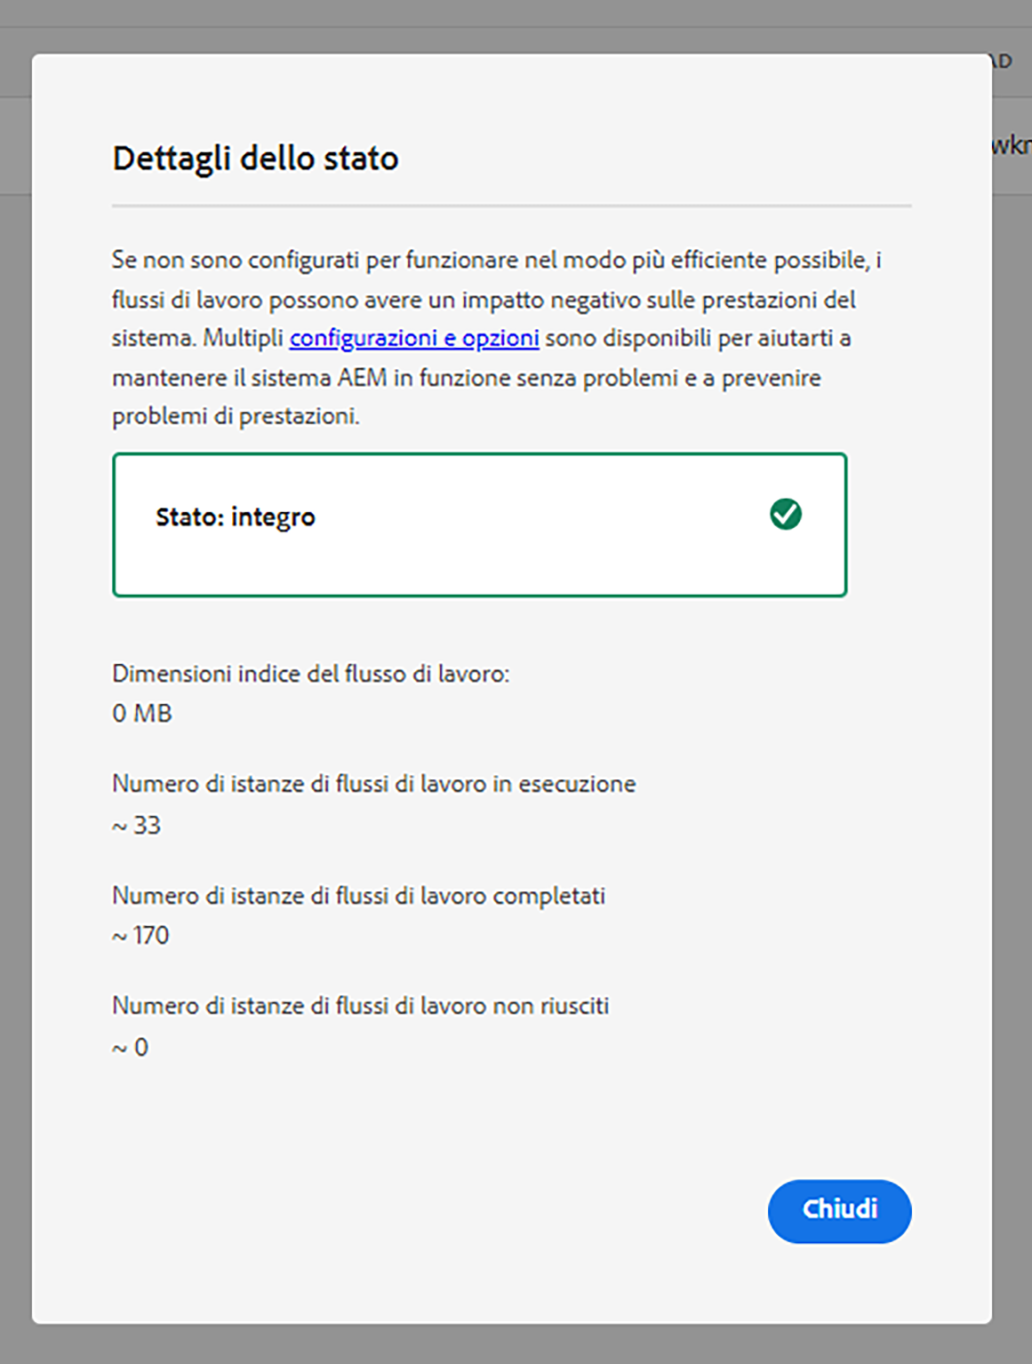 AD
wkn
Dettagli dello stato
Se non sono configurati per funzionare nel modo più efficiente possibile, i
flussi di lavoro possono avere un impatto negativo sulle prestazioni del
sistema. Multipli configurazioni e opzioni sono disponibili per aiutarti a
mantenere il sistema AEM in funzione senza problemi e a prevenire
problemi di prestazioni.
Stato: integro
Dimensioni indice del flusso di lavoro:
0 MB
Numero di istanze di flussi di lavoro in esecuzione
~ 33
Numero di istanze di flussi di lavoro completati
~ 170
Numero di istanze di flussi di lavoro non riusciti
~ 0
Chiudi